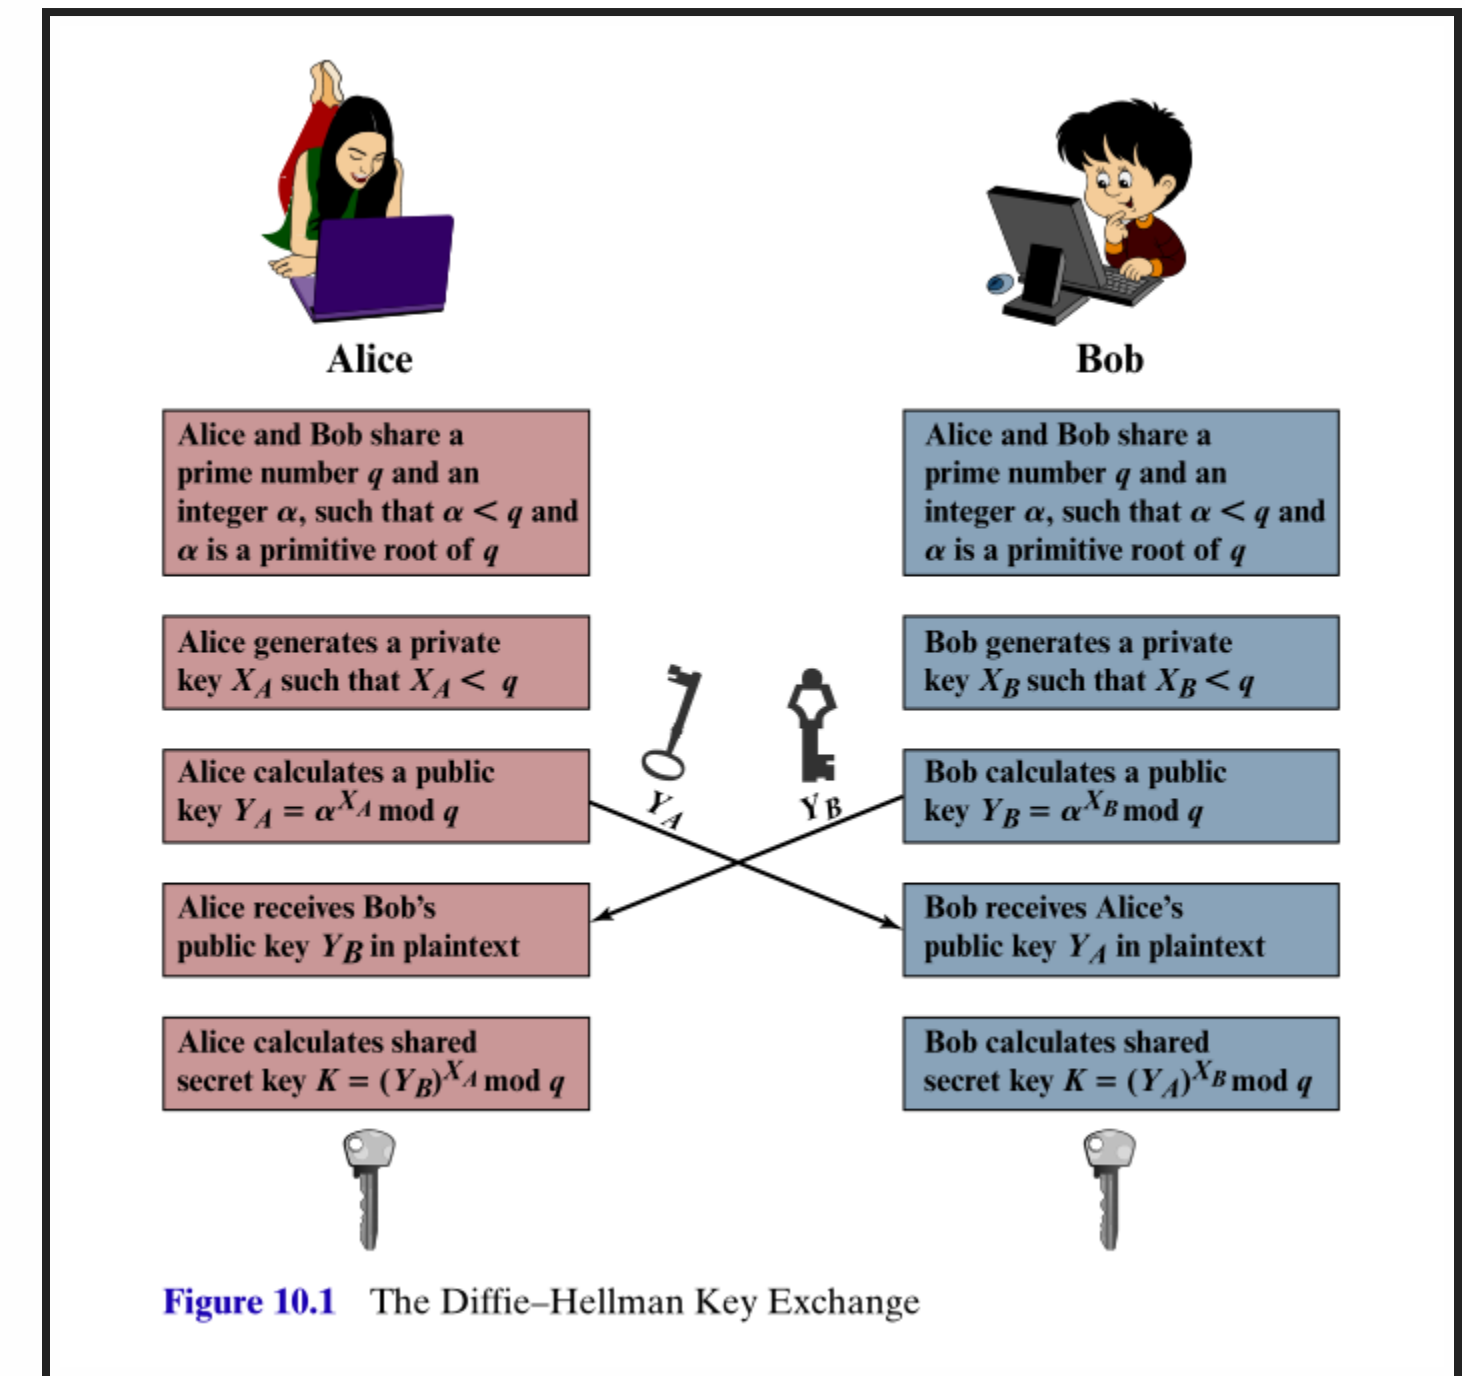 Alice
Bob
Alice and Bob share a
prime number q and an
integer α, such that α < q and
α is a primitive root of q
Alice and Bob share a
prime number q and an
integer α, such that α < q and
α is a primitive root of q
Alice generates a private
key X_A such that X_A < q
Bob generates a private
key X_B such that X_B < q
Alice calculates a public
key Y_A = α^{X_A} mod q
Y_A
Y_B
Bob calculates a public
key Y_B = α^{X_B} mod q
Alice receives Bob’s
public key Y_B in plaintext
Bob receives Alice’s
public key Y_A in plaintext
Alice calculates shared
secret key K = (Y_B)^{X_A} mod q
Bob calculates shared
secret key K = (Y_A)^{X_B} mod q
Figure 10.1 The Diffie–Hellman Key Exchange